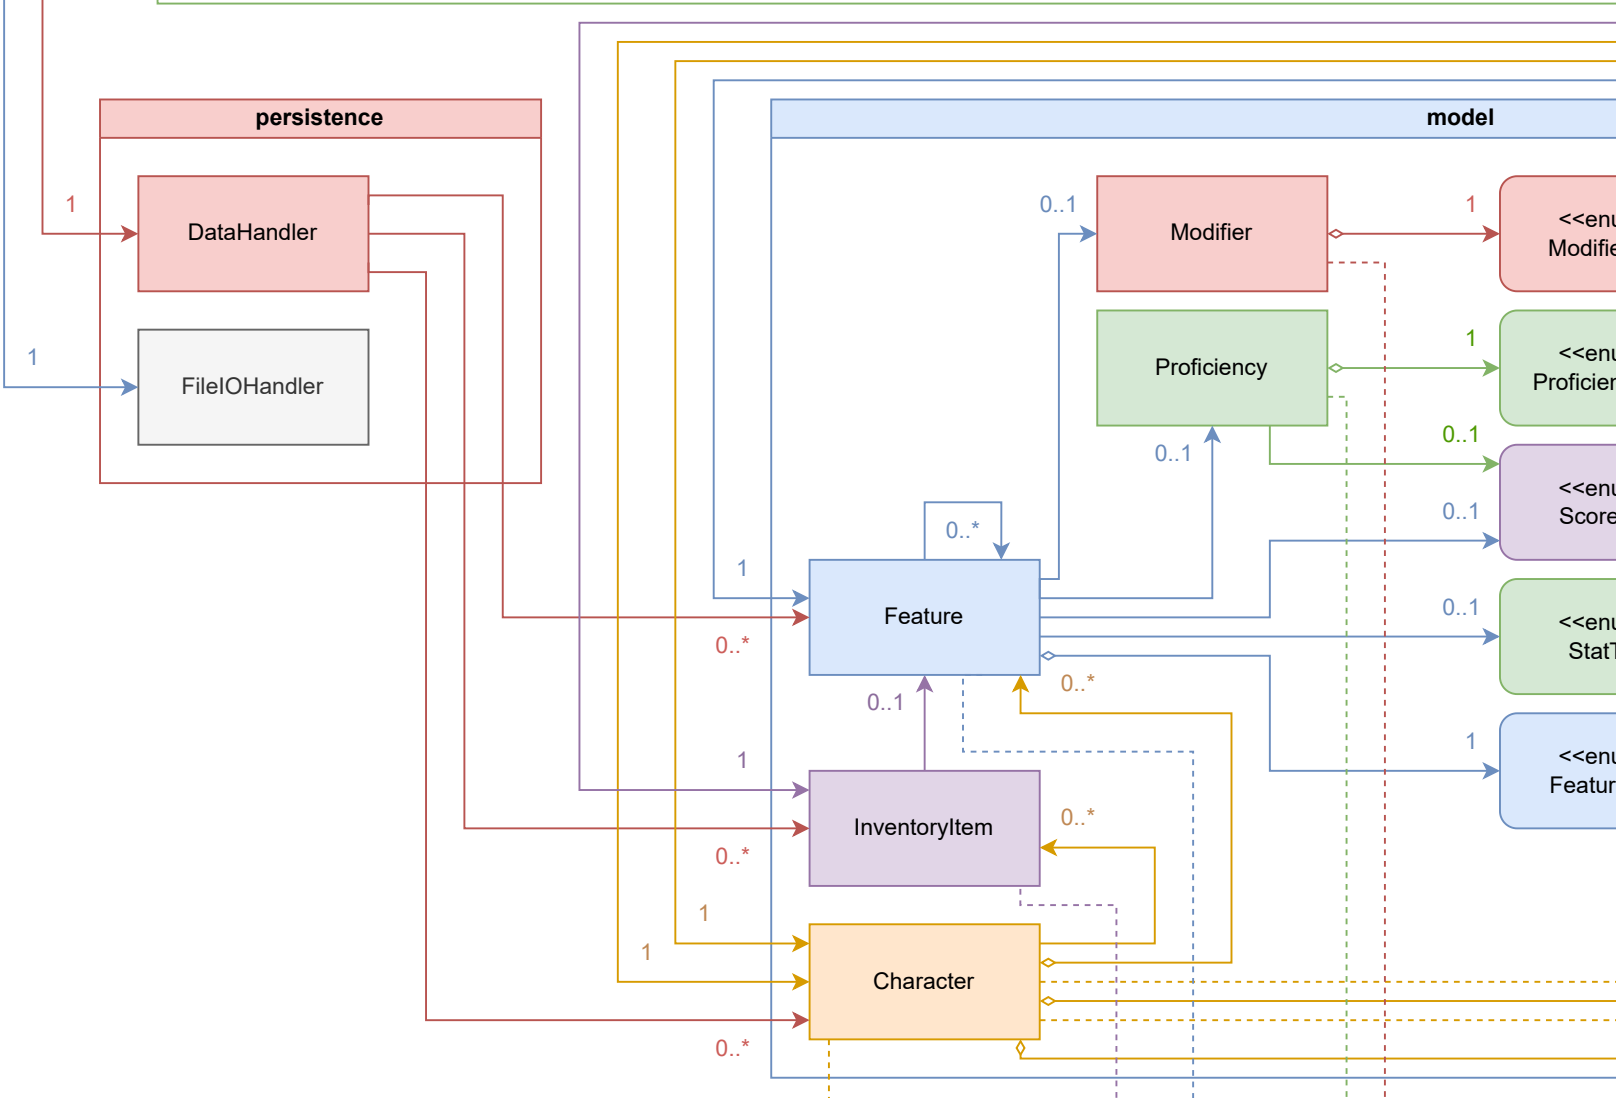 persistence
model
1
DataHandler
0..1
Modifier
1
<<enu
Modifie
1
FileIOHandler
Proficiency
1
<<enu
Proficien
0..1
0..1
<<enu
Score
0..1
0..*
1
Feature
0..1
<<enu
StatT
0..*
0..*
0..1
1
<<enu
Featur
1
InventoryItem
0..*
0..*
1
1
Character
0..*